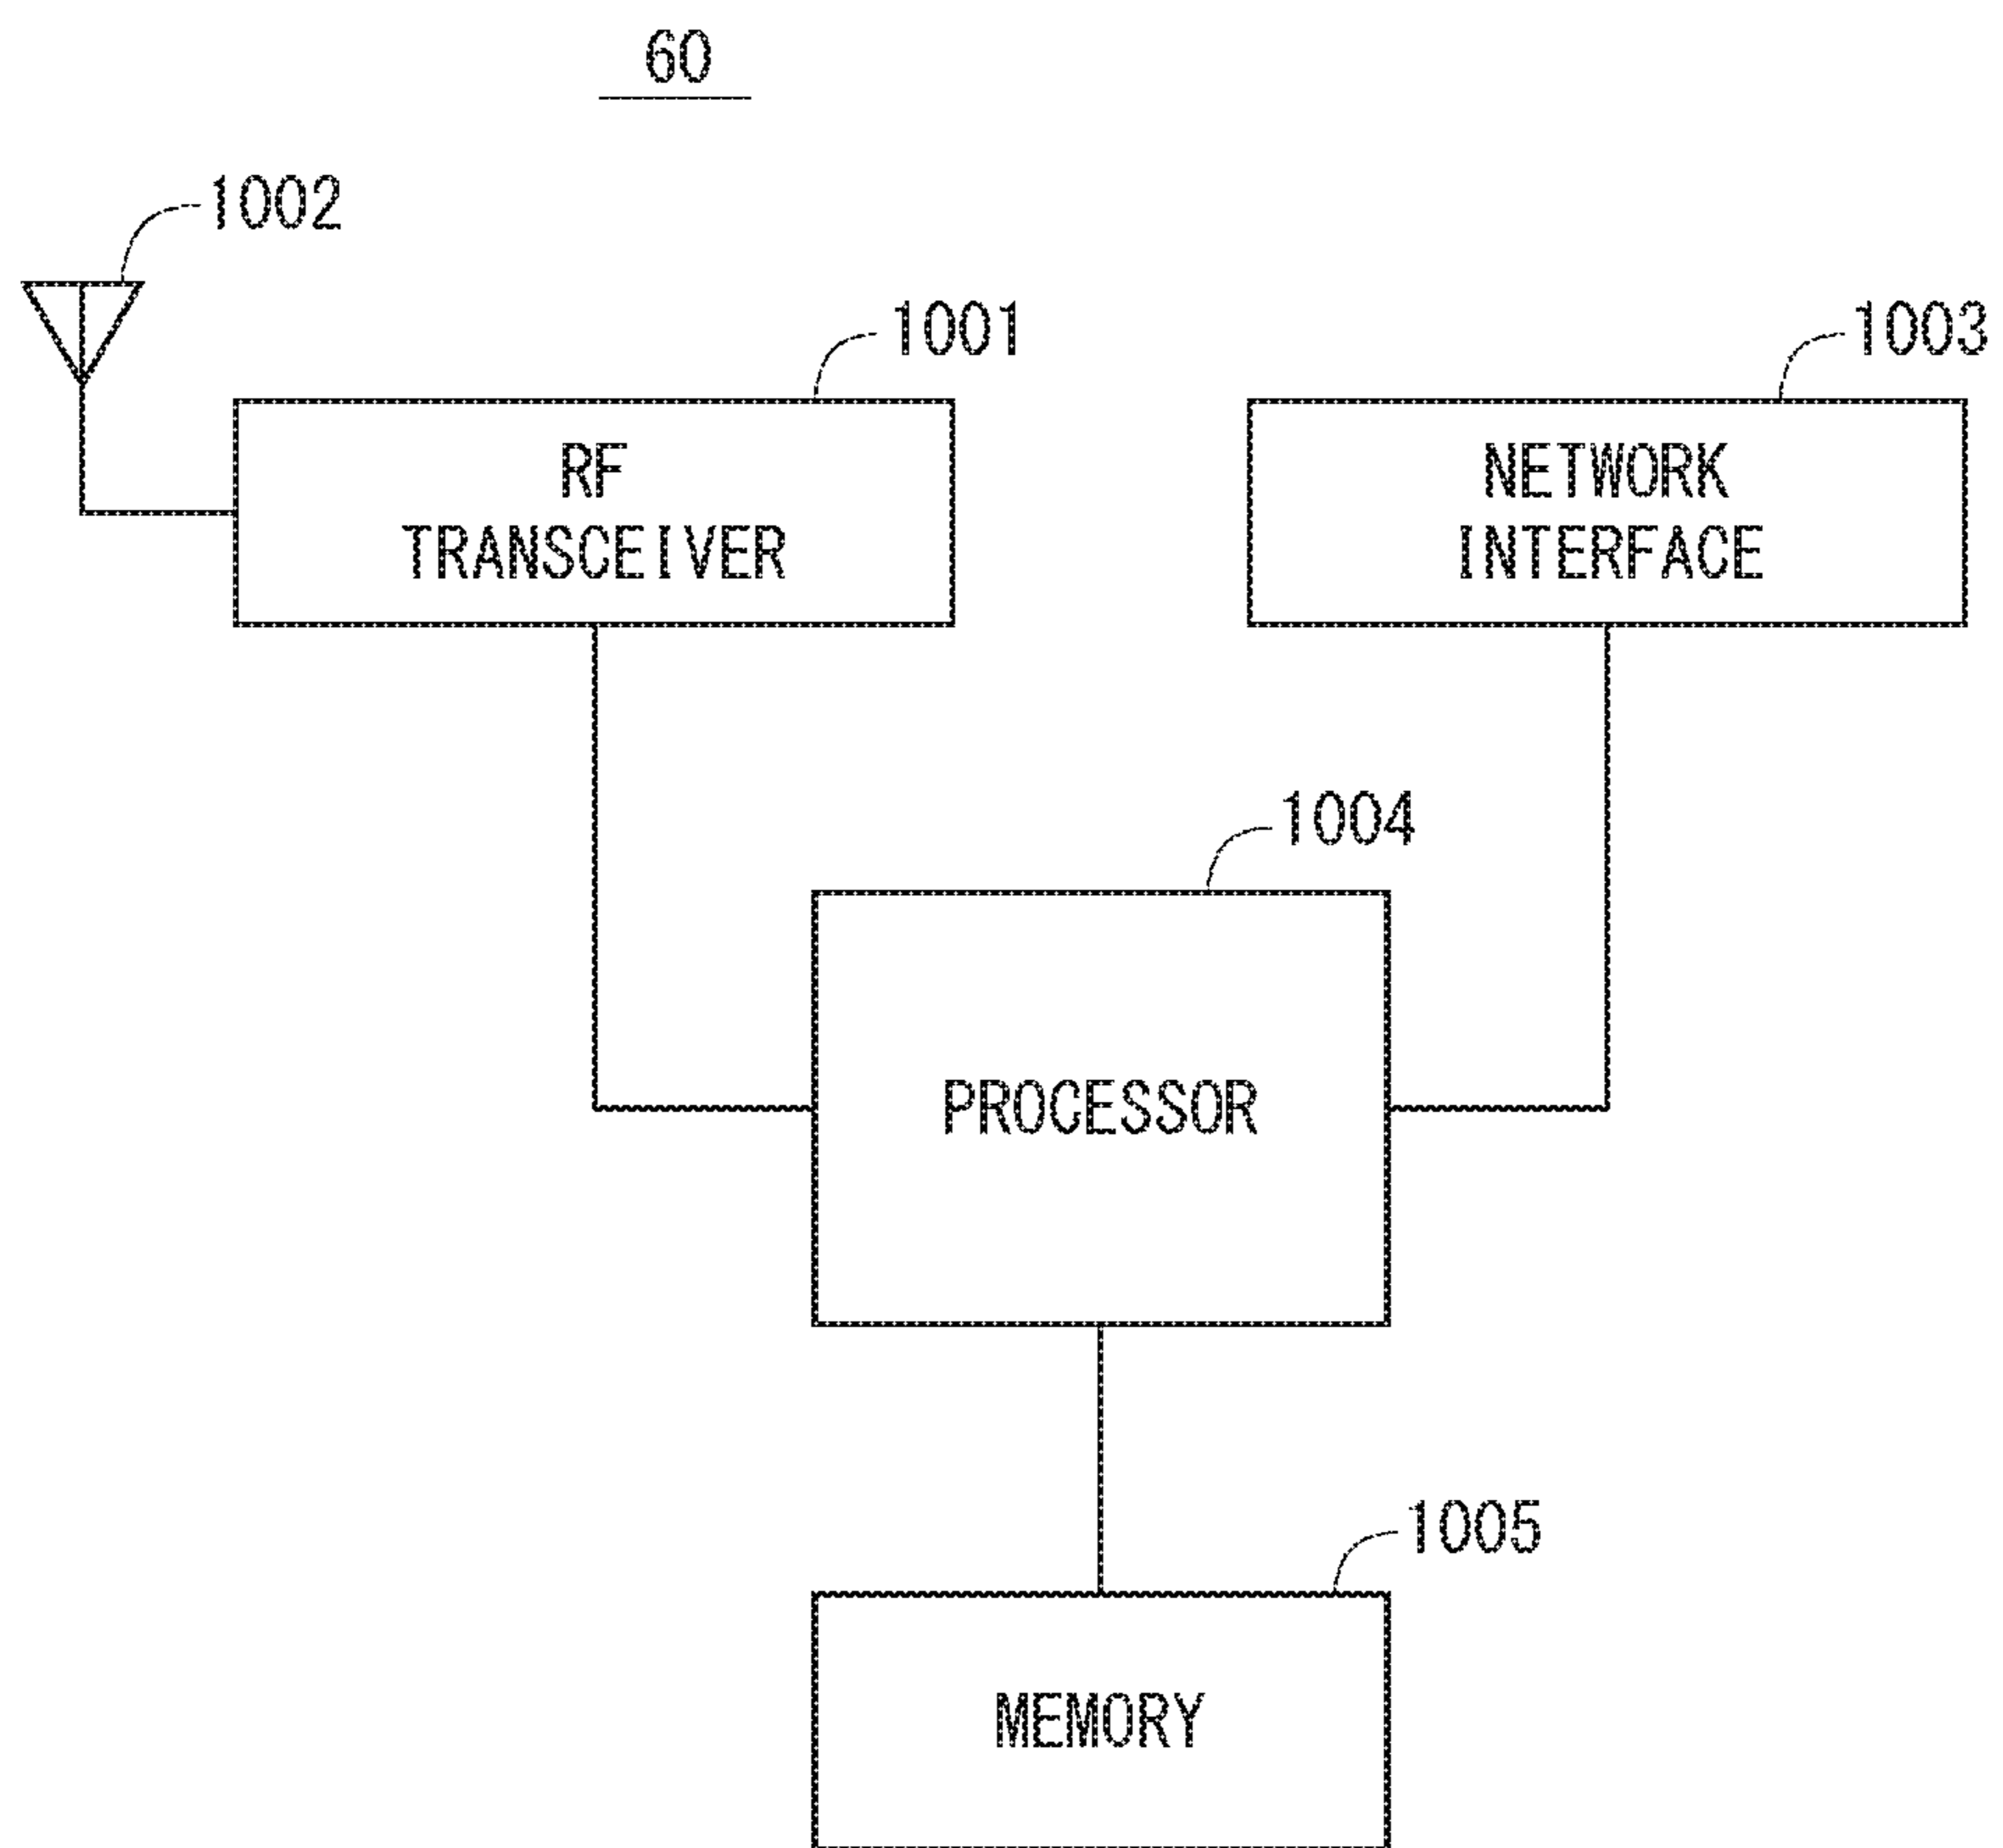 60
1002
1001
1003
RF
TRANSCEIVER
NETWORK
INTERFACE
1004
PROCESSOR
1005
MEMORY